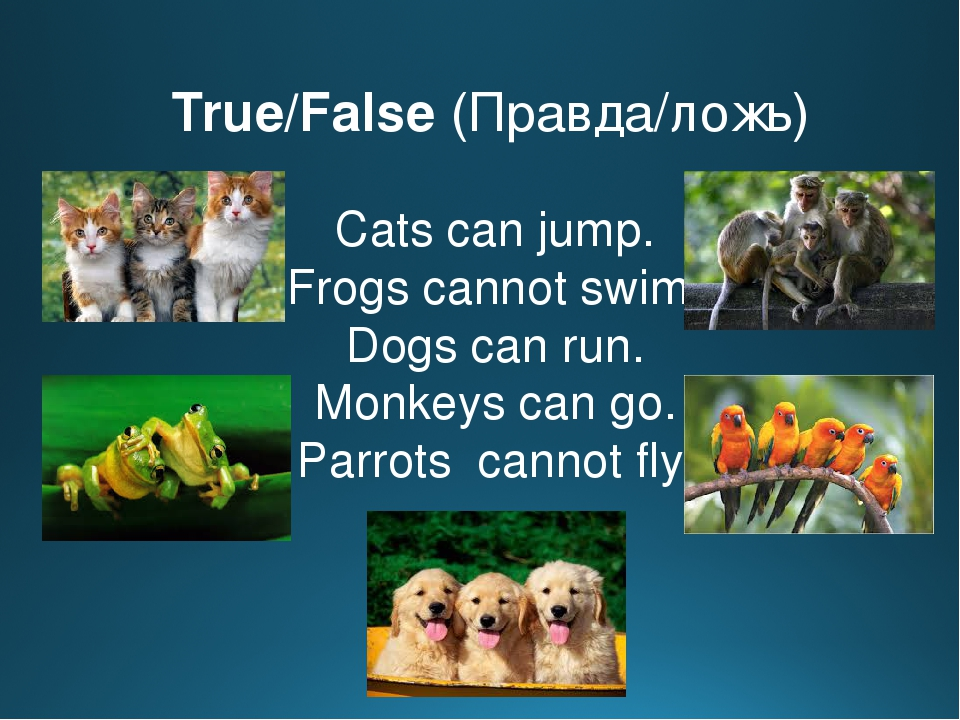 True/False (Правда/ложь)
Cats can jump.
Frogs cannot swim
Dogs can run.
Monkeys can go.
Parrots cannot fly